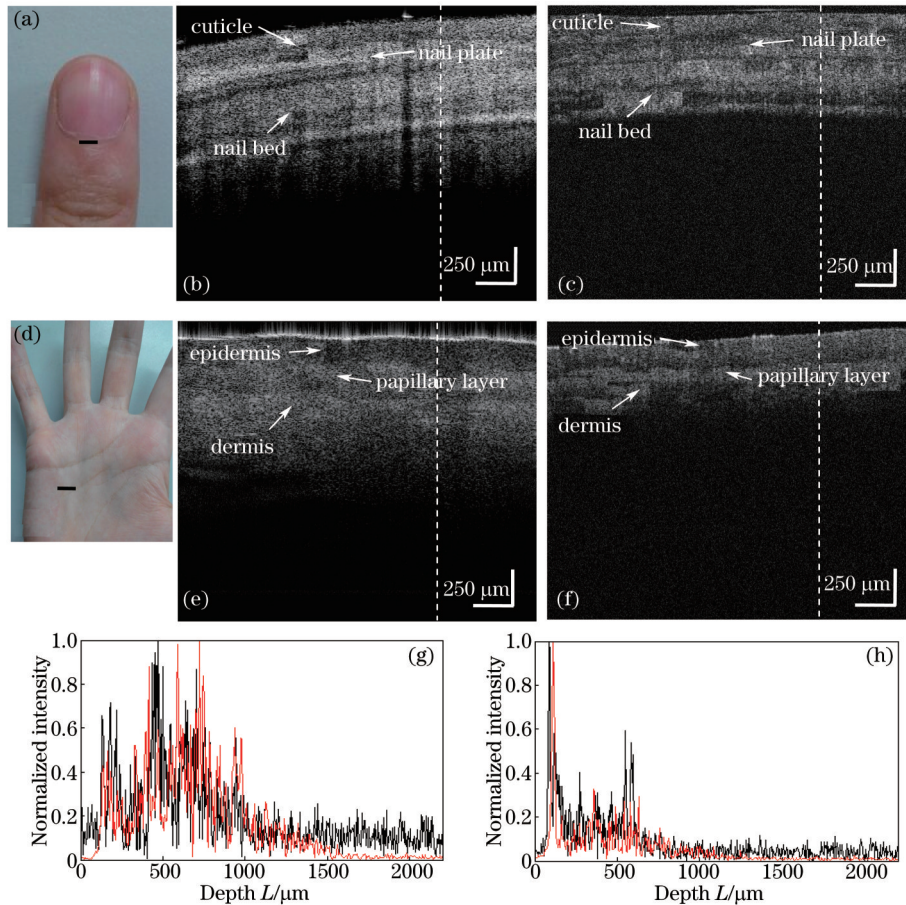 (a)
cuticle
nail plate
nail bed
250 μm
(b)
cuticle
nail plate
nail bed
250 μm
(c)
(d)
epidermis
papillary layer
dermis
250 μm
(e)
epidermis
papillary layer
dermis
250 μm
(f)
(g)
Normalized intensity
1.0
0.8
0.6
0.4
0.2
0
0 500 1000 1500 2000
Depth L/μm
(h)
Normalized intensity
1.0
0.8
0.6
0.4
0.2
0
0 500 1000 1500 2000
Depth L/μm